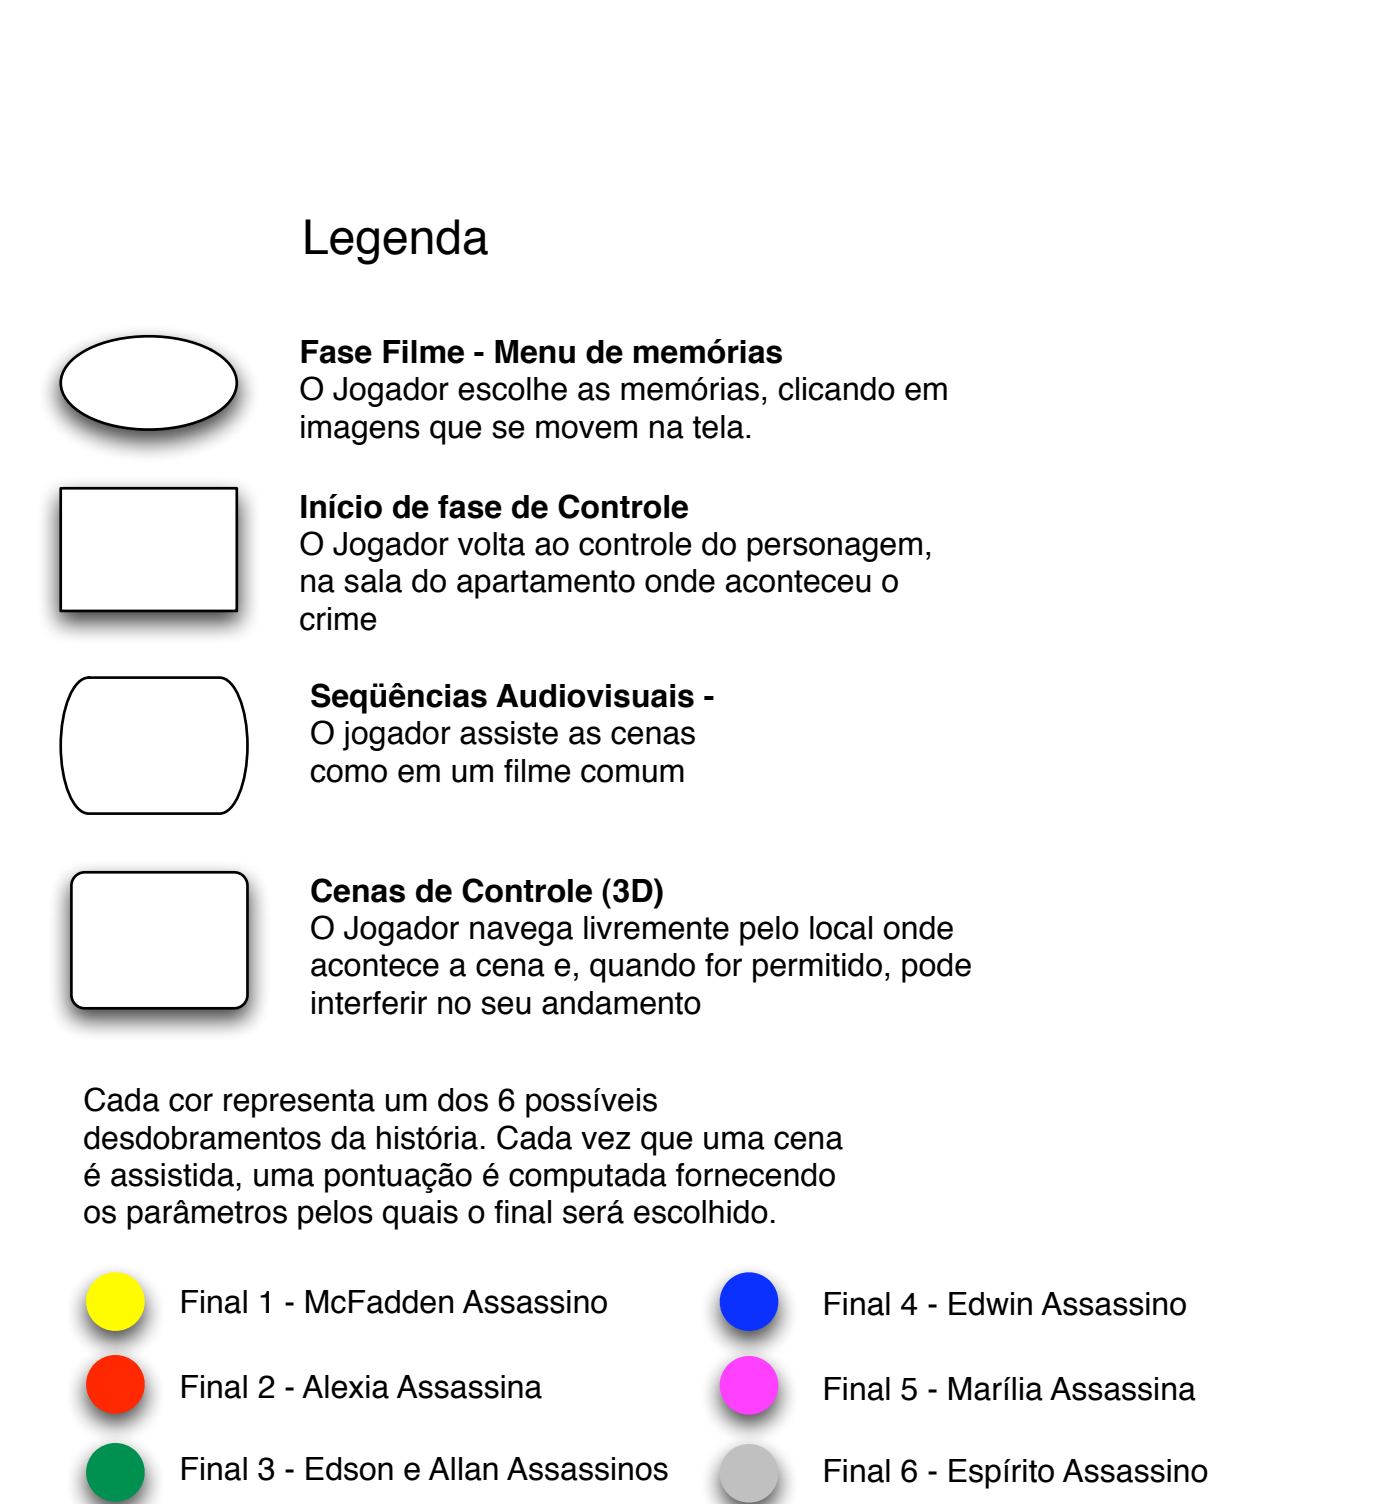 Legenda
Fase Filme - Menu de memórias
O Jogador escolhe as memórias, clicando em
imagens que se movem na tela.
Início de fase de Controle
O Jogador volta ao controle do personagem,
na sala do apartamento onde aconteceu o
crime
Seqüências Audiovisuais -
O jogador assiste as cenas
como em um filme comum
Cenas de Controle (3D)
O Jogador navega livremente pelo local onde
acontece a cena e, quando for permitido, pode
interferir no seu andamento
Cada cor representa um dos 6 possíveis
desdobramentos da história. Cada vez que uma cena
é assistida, uma pontuação é computada fornecendo
os parâmetros pelos quais o final será escolhido.
Final 1 - McFadden Assassino
Final 2 - Alexia Assassina
Final 3 - Edson e Allan Assassinos
Final 4 - Edwin Assassino
Final 5 - Marília Assassina
Final 6 - Espírito Assassino